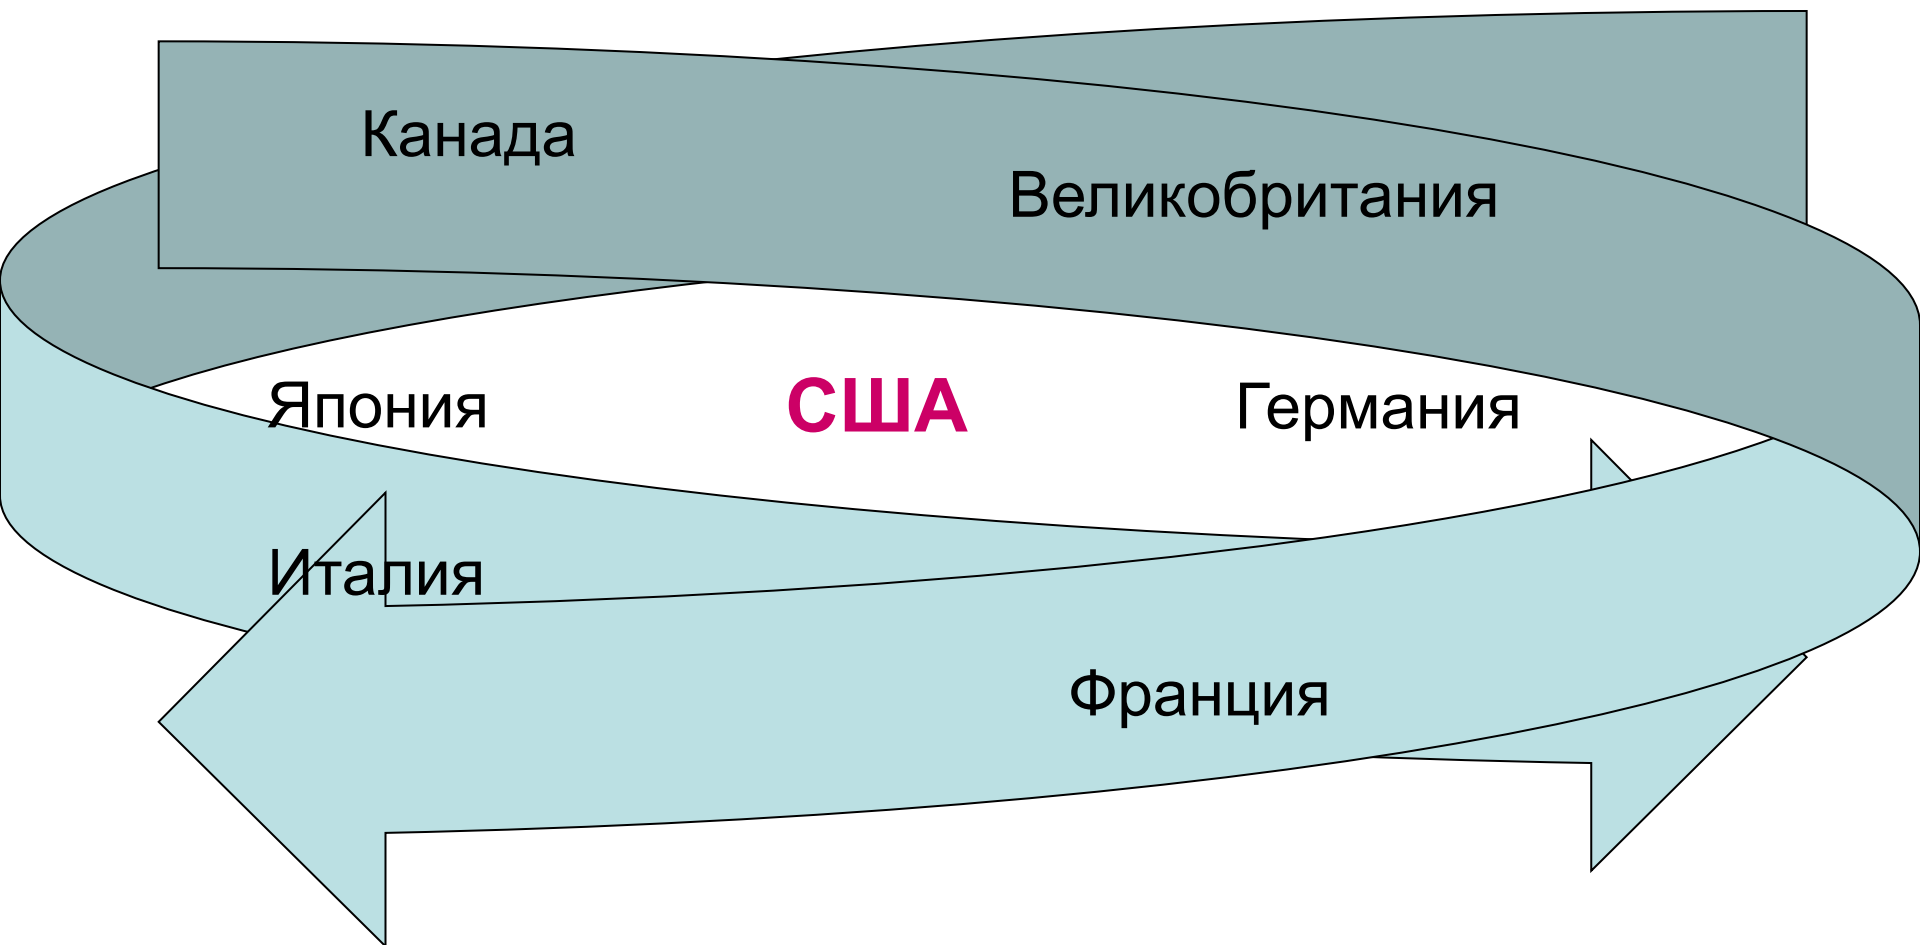 Канада
Великобритания
Япония
США
Германия
Италия
Франция